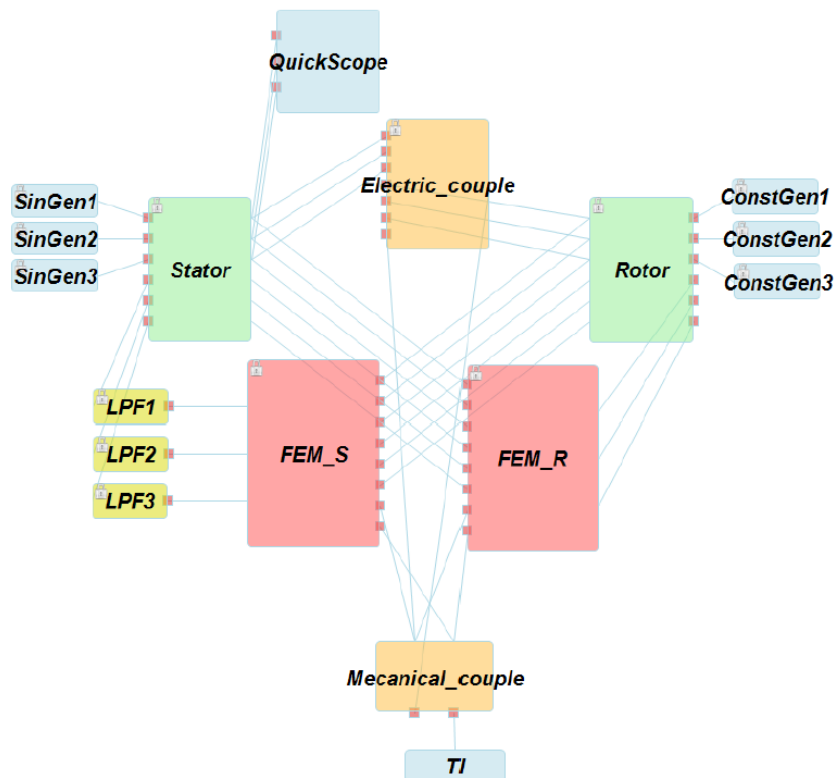 QuickScope
Electric_couple
SinGen1
SinGen2
SinGen3
Stator
Rotor
ConstGen1
ConstGen2
ConstGen3
LPF1
LPF2
LPF3
FEM_S
FEM_R
Mecanical_couple
TI